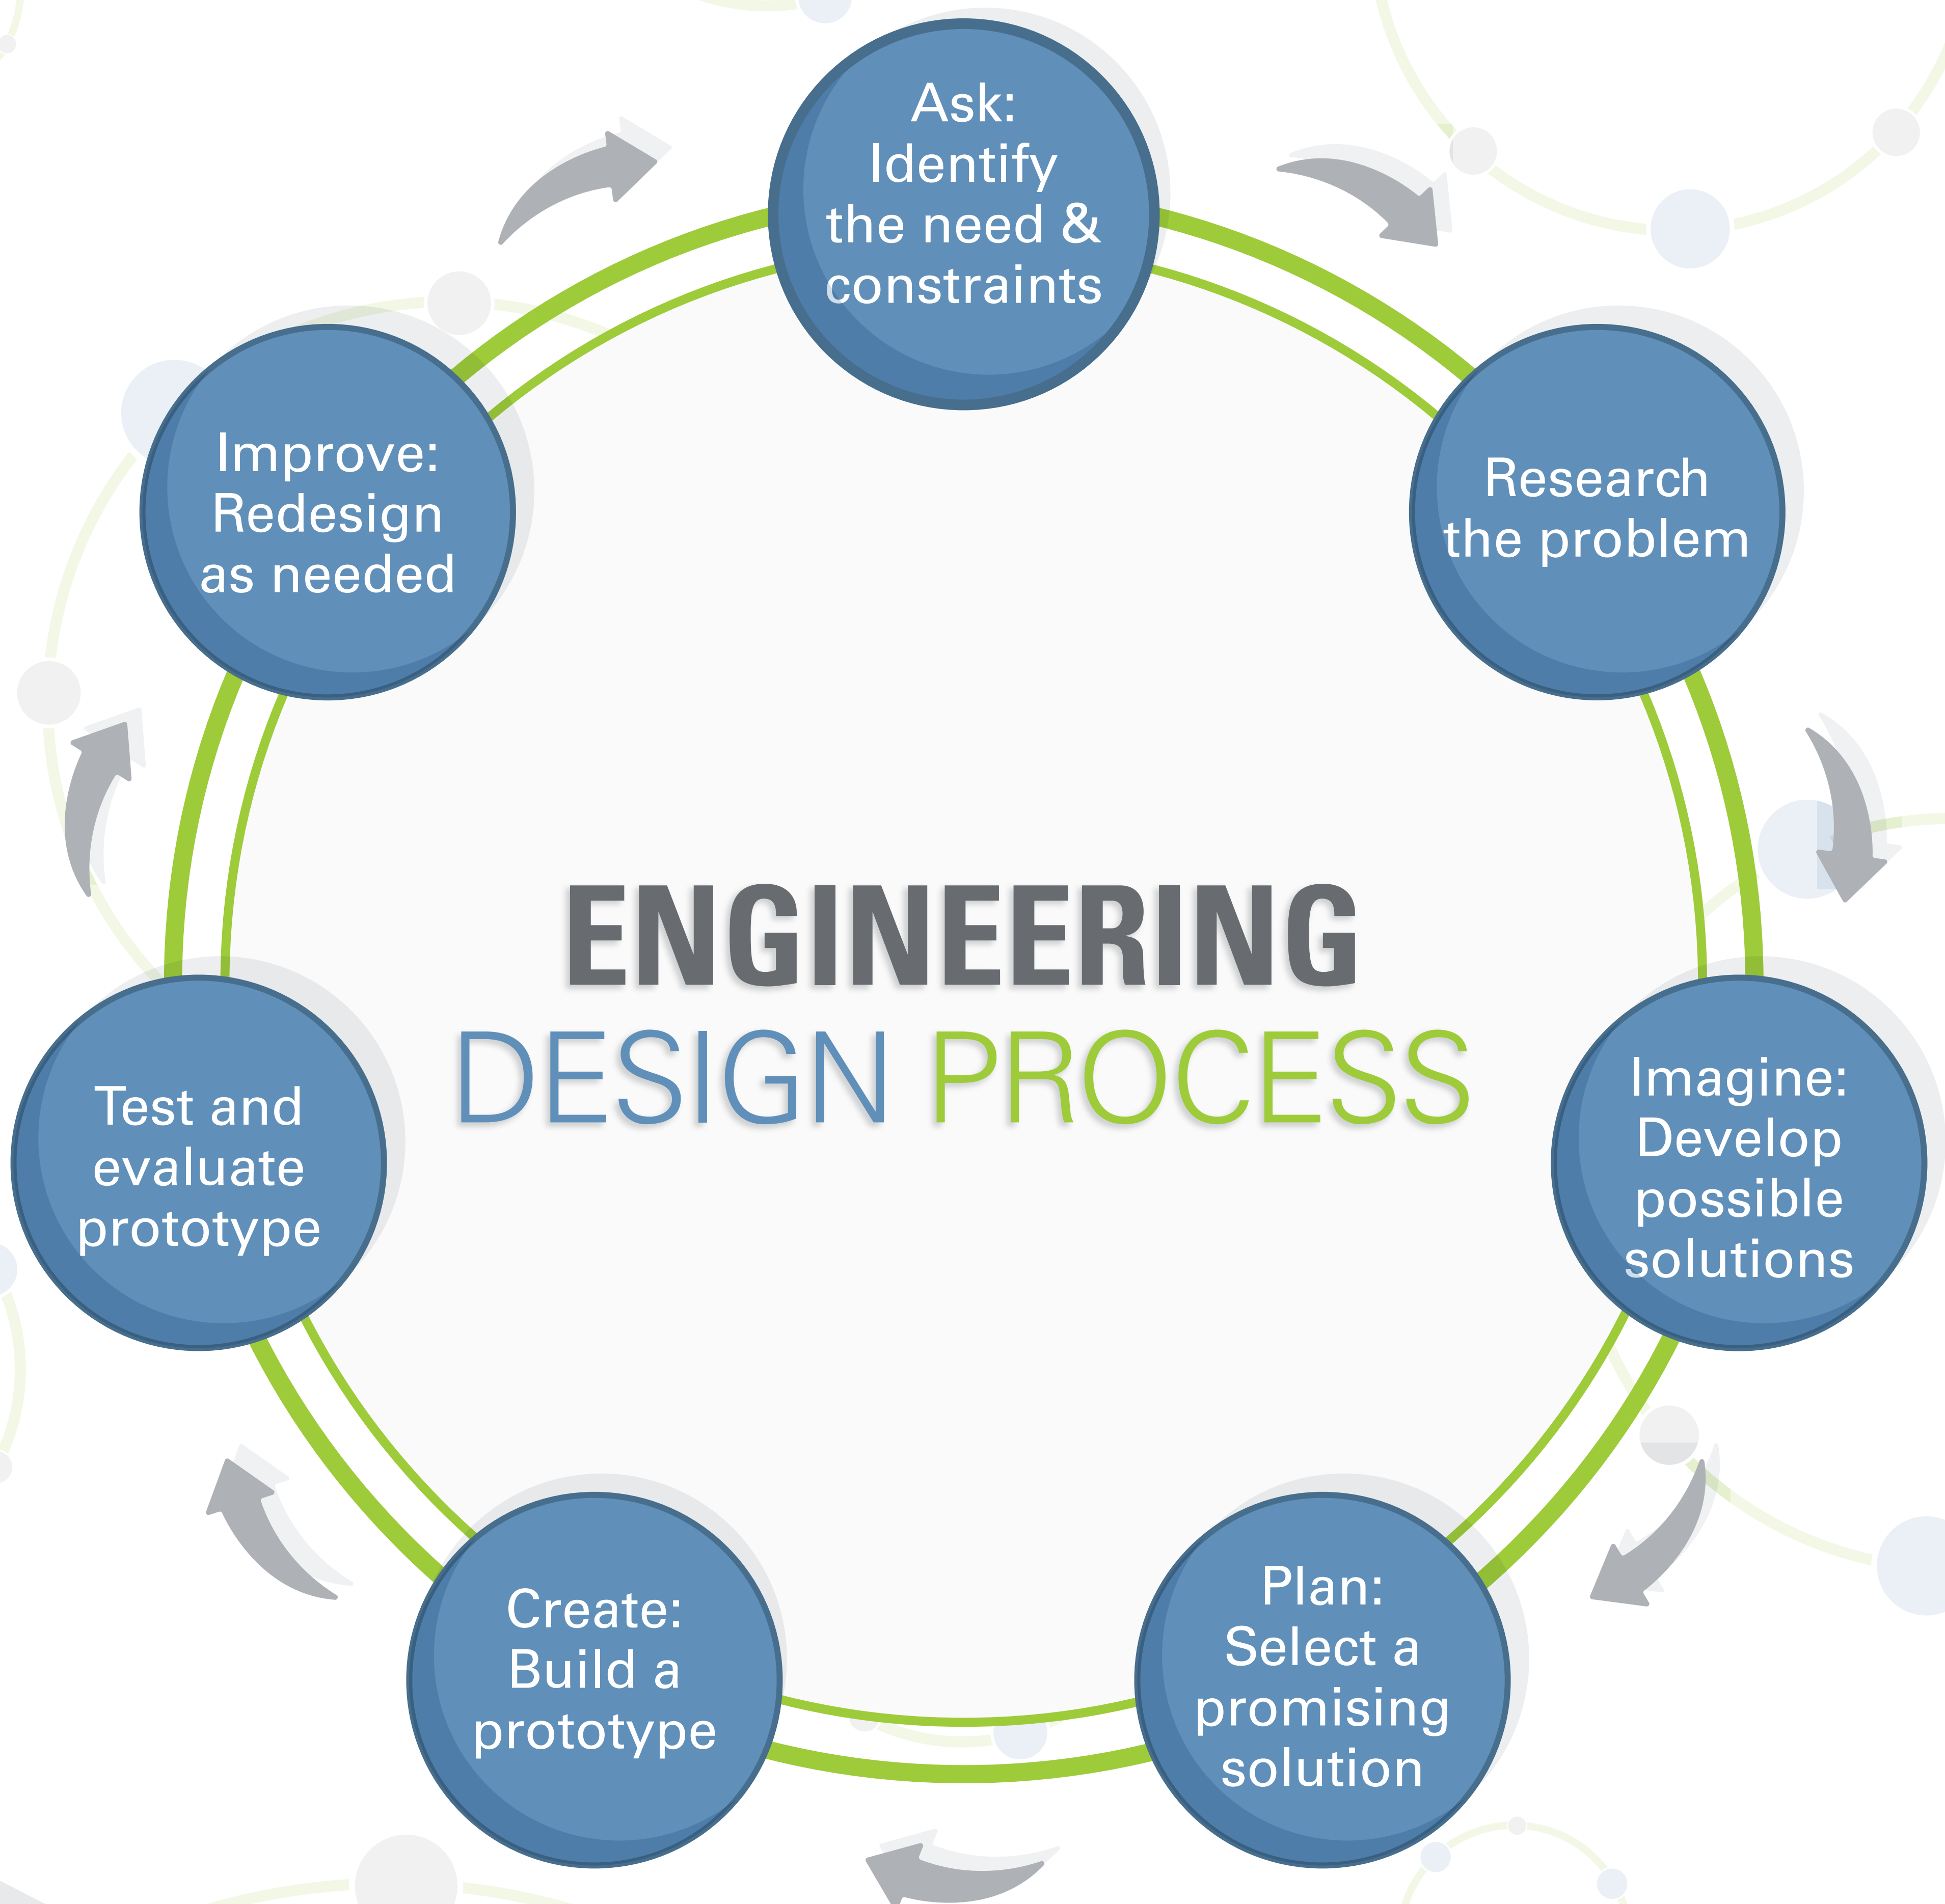 Ask:
Identify
the need &
constraints
Research
the problem
Imagine:
Develop
possible
solutions
Plan:
Select a
promising
solution
Create:
Build a
prototype
Test and
evaluate
prototype
Improve:
Redesign
as needed
ENGINEERING
DESIGN PROCESS